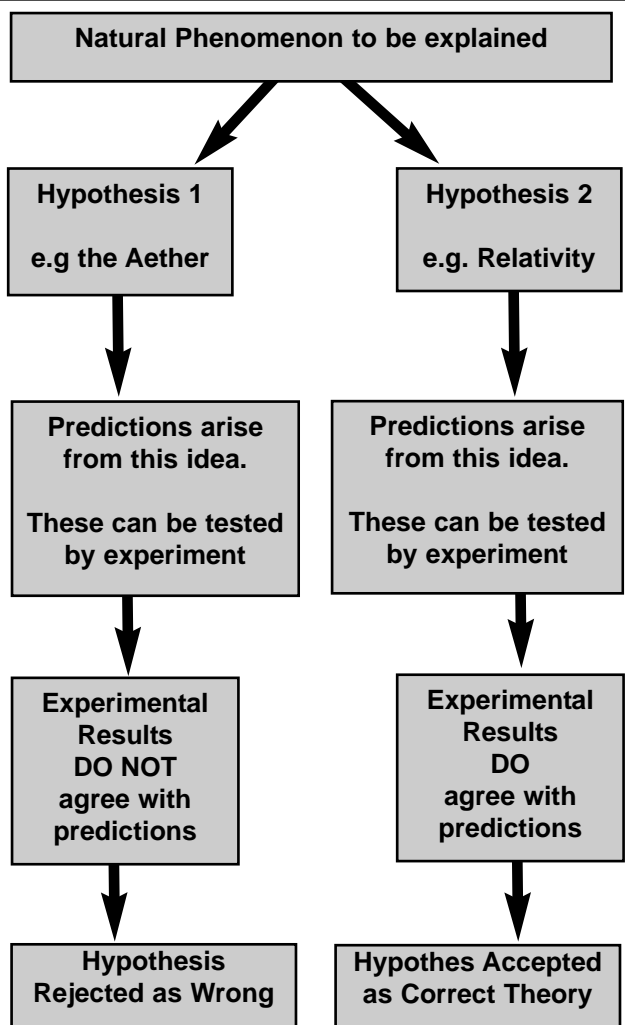 Natural Phenomenon to be explained
Hypothesis 1
e.g the Aether
Hypothesis 2
e.g. Relativity
Predictions arise
from this idea.
These can be tested
by experiment
Predictions arise
from this idea.
These can be tested
by experiment
Experimental
Results
DO NOT
agree with
predictions
Experimental
Results
DO
agree with
predictions
Hypothesis
Rejected as Wrong
Hypothes Accepted
as Correct Theory